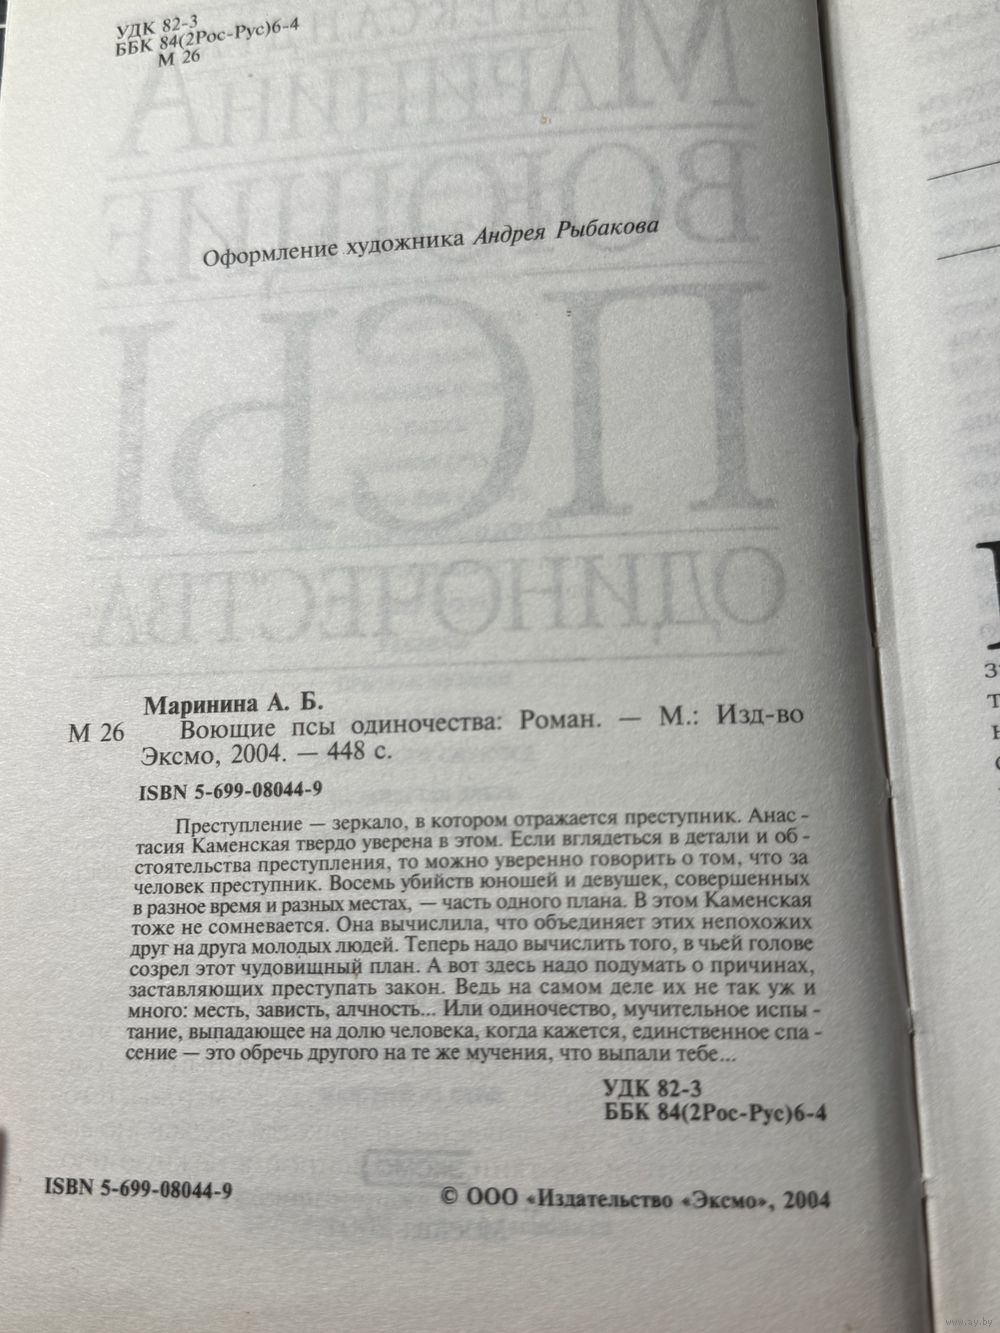 УДК 82-3
ББК 84(2Рос-Рус)6-4
М 26
Оформление художника Андрея Рыбакова
Маринина А. Б.
М 26 Воющие псы одиночества: Роман. — М.: Изд-во
Эксмо, 2004. — 448 с.
ISBN 5-699-08044-9
Преступление — зеркало, в котором отражается преступник. Анас-
тасия Каменская твердо уверена в этом. Если вглядеться в детали и об-
стоятельства преступления, то можно уверенно говорить о том, что за
человек преступник. Восемь убийств юношей и девушек, совершенных
в разное время и разных местах, — часть одного плана. В этом Каменская
тоже не сомневается. Она вычислила, что объединяет этих непохожих
друг на друга молодых людей. Теперь надо вычислить того, в чьей голове
созрел этот чудовищный план. А вот здесь надо подумать о причинах,
заставляющих преступать закон. Ведь на самом деле их не так уж и
много: месть, зависть, алчность... Или одиночество, мучительное испы-
тание, выпадающее на долю человека, когда кажется, единственное спа-
сение — это обречь другого на те же мучения, что выпали тебе...
УДК 82-3
ББК 84(2Рос-Рус)6-4
ISBN 5-699-08044-9
© ООО «Издательство «Эксмо», 2004
www.ay.by